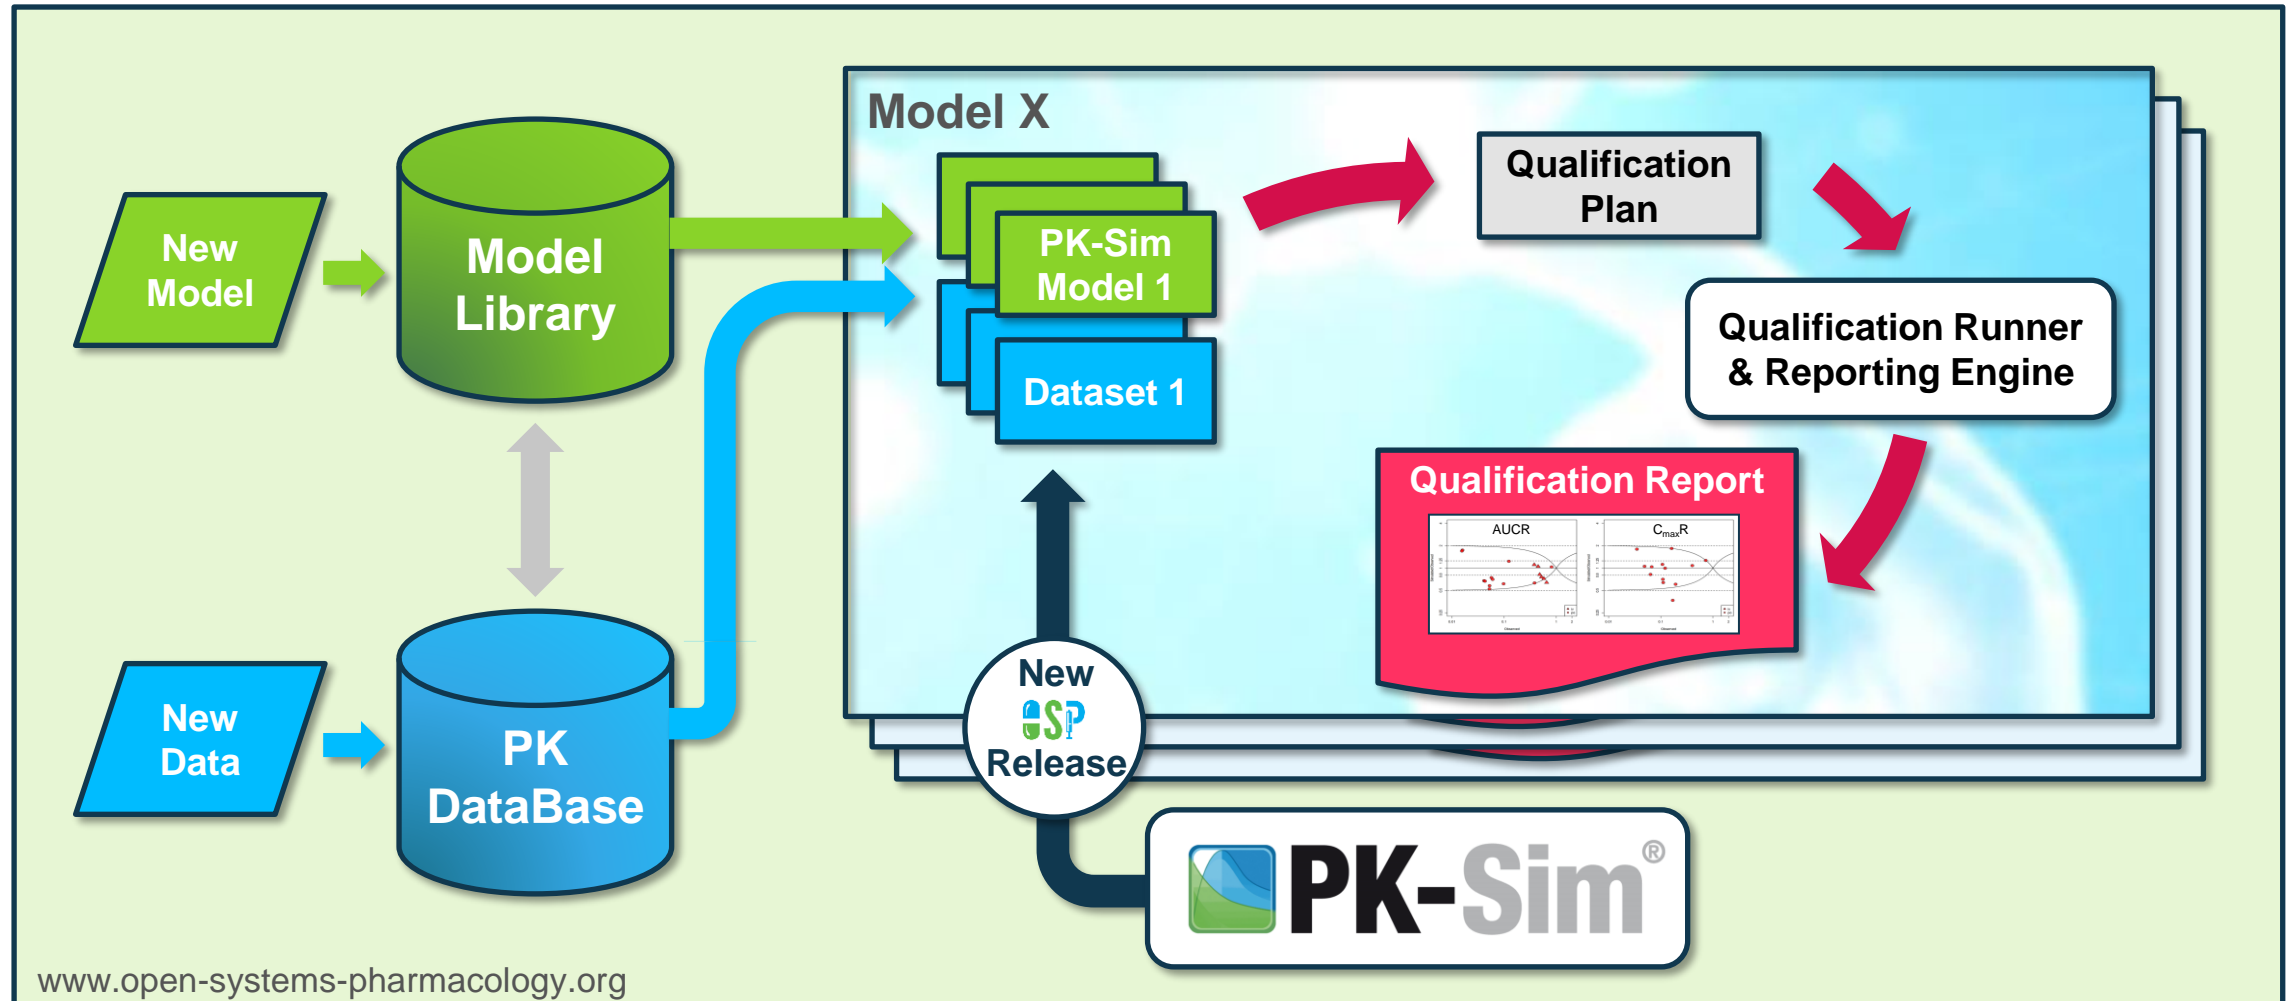 Model X
New
Model
Model
Library
PK-Sim
Model 1
Dataset 1
Qualification
Plan
Qualification Runner
& Reporting Engine
Qualification Report
AUCR
CmaxR
New
Data
PK
DataBase
New
OSP
Release
PK-Sim®
www.open-systems-pharmacology.org